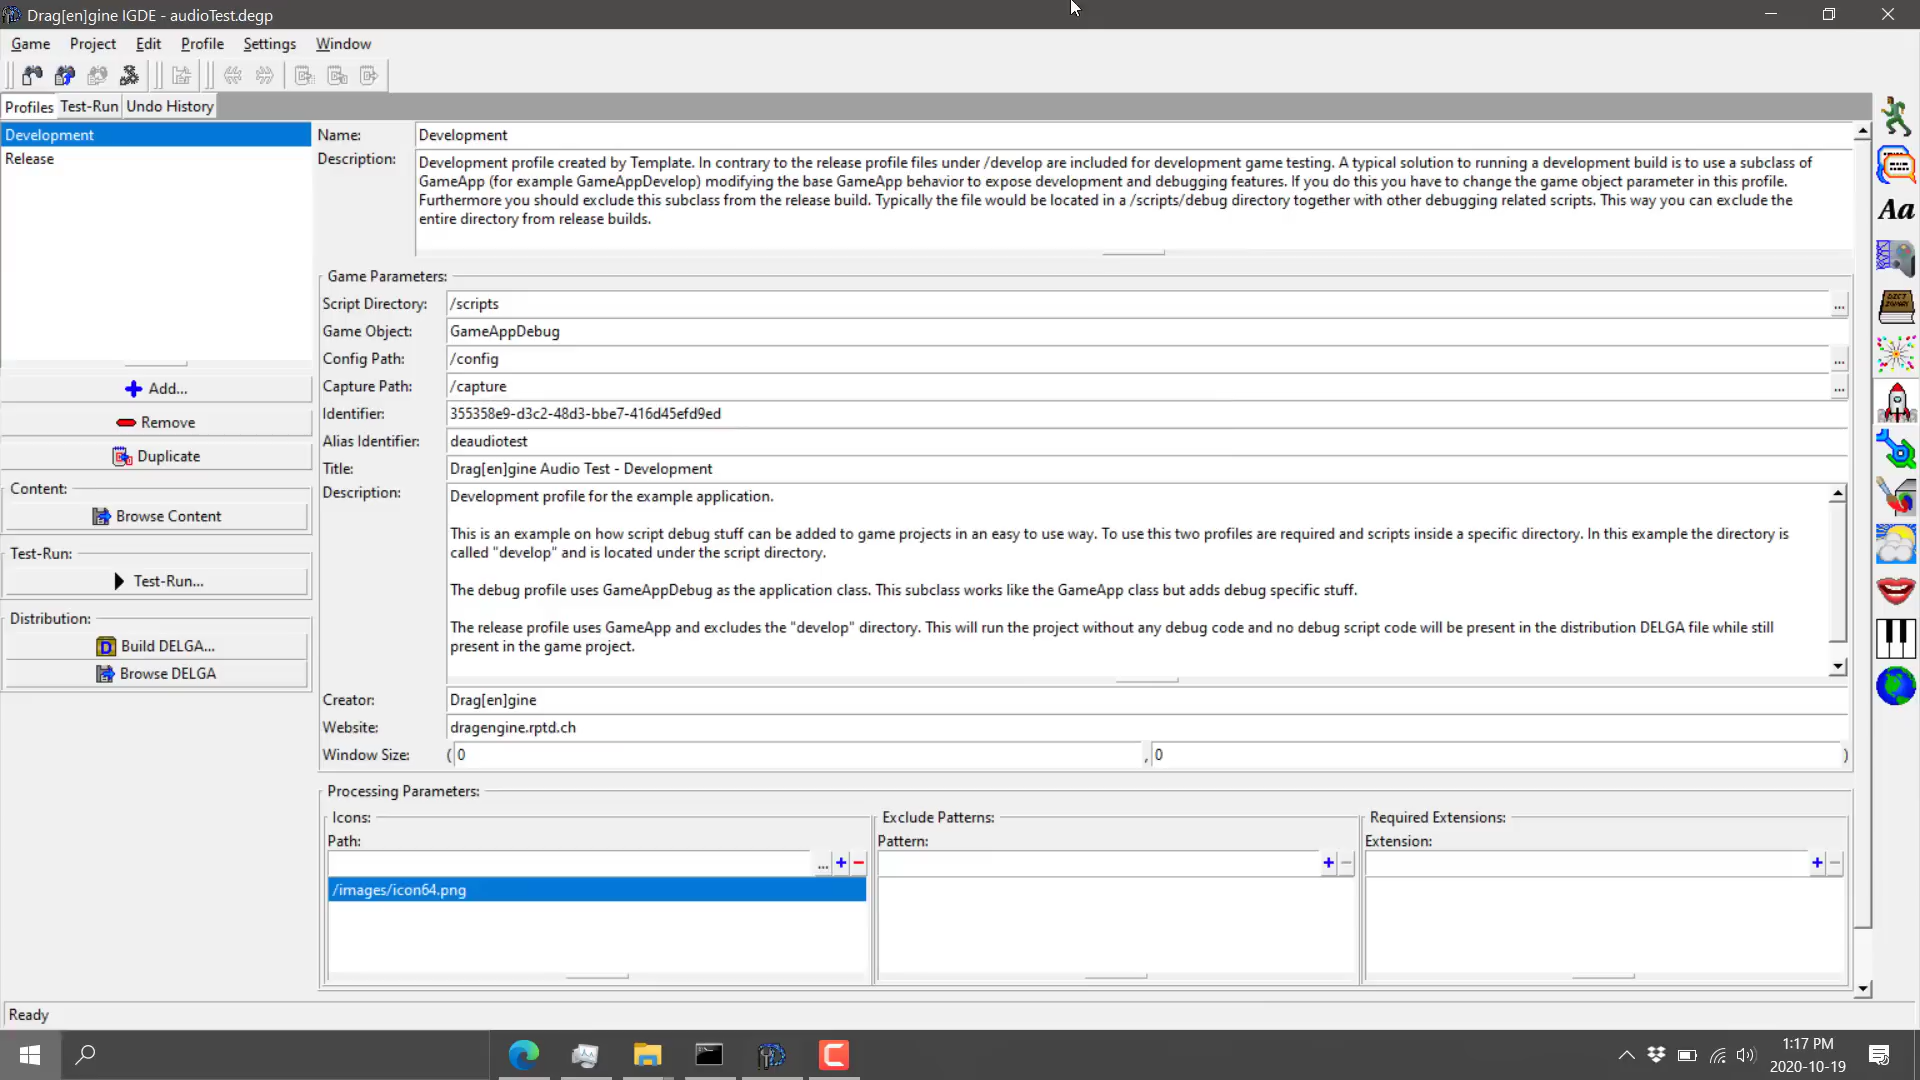 Drag[en]gine IGDE - audioTest.degp
Game Project Edit Profile Settings Window
Profiles Test-Run Undo History
Development
Release
Add...
Remove
Duplicate
Content:
Browse Content
Test-Run:
Test-Run...
Distribution:
Build DELGA...
Browse DELGA
Name: Development
Description: Development profile created by Template. In contrary to the release profile files under /develop are included for development game testing. A typical solution to running a development build is to use a subclass of
GameApp (for example GameAppDevelop) modifying the base GameApp behavior to expose development and debugging features. If you do this you have to change the game object parameter in this profile.
Furthermore you should exclude this subclass from the release build. Typically the file would be located in a /scripts/debug directory together with other debugging related scripts. This way you can exclude the
entire directory from release builds.
Game Parameters:
Script Directory: /scripts ...
Game Object: GameAppDebug
Config Path: /config ...
Capture Path: /capture ...
Identifier: 355358e9-d3c2-48d3-bbe7-416d45efd9ed
Alias Identifier: deaudiotest
Title: Drag[en]gine Audio Test - Development
Description: Development profile for the example application.
This is an example on how script debug stuff can be added to game projects in an easy to use way. To use this two profiles are required and scripts inside a specific directory. In this example the directory is
called "develop" and is located under the script directory.
The debug profile uses GameAppDebug as the application class. This subclass works like the GameApp class but adds debug specific stuff.
The release profile uses GameApp and excludes the "develop" directory. This will run the project without any debug code and no debug script code will be present in the distribution DELGA file while still
present in the game project.
Creator: Drag[en]gine
Website: dragengine.rptd.ch
Window Size: ( 0 , 0 )
Processing Parameters:
Icons: Exclude Patterns: Required Extensions:
Path: Pattern: Extension:
...
/images/icon64.png
Aa
DICT
Ready
1:17 PM
2020-10-19